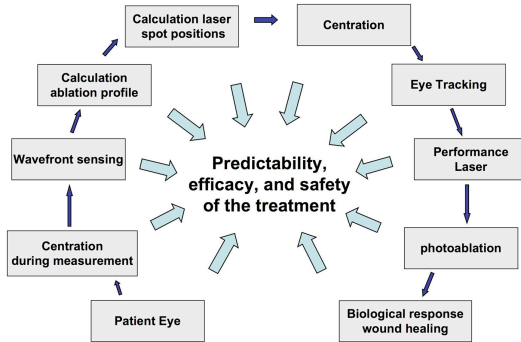 Calculation laser
spot positions
Centration
Calculation
ablation profile
Eye Tracking
Wavefront sensing
Predictability,
efficacy, and safety
of the treatment
Performance
Laser
Centration
during measurement
photoablation
Patient Eye
Biological response
wound healing